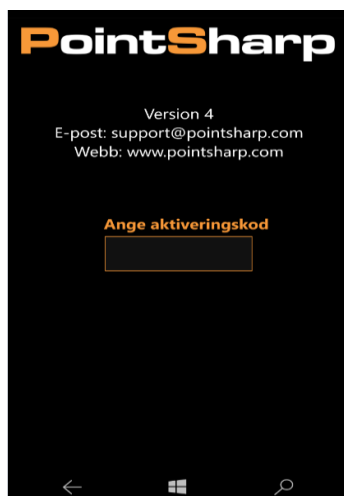 PointSharp
Version 4
E-post: support@pointsharp.com
Webb: www.pointsharp.com
Ange aktiveringskod